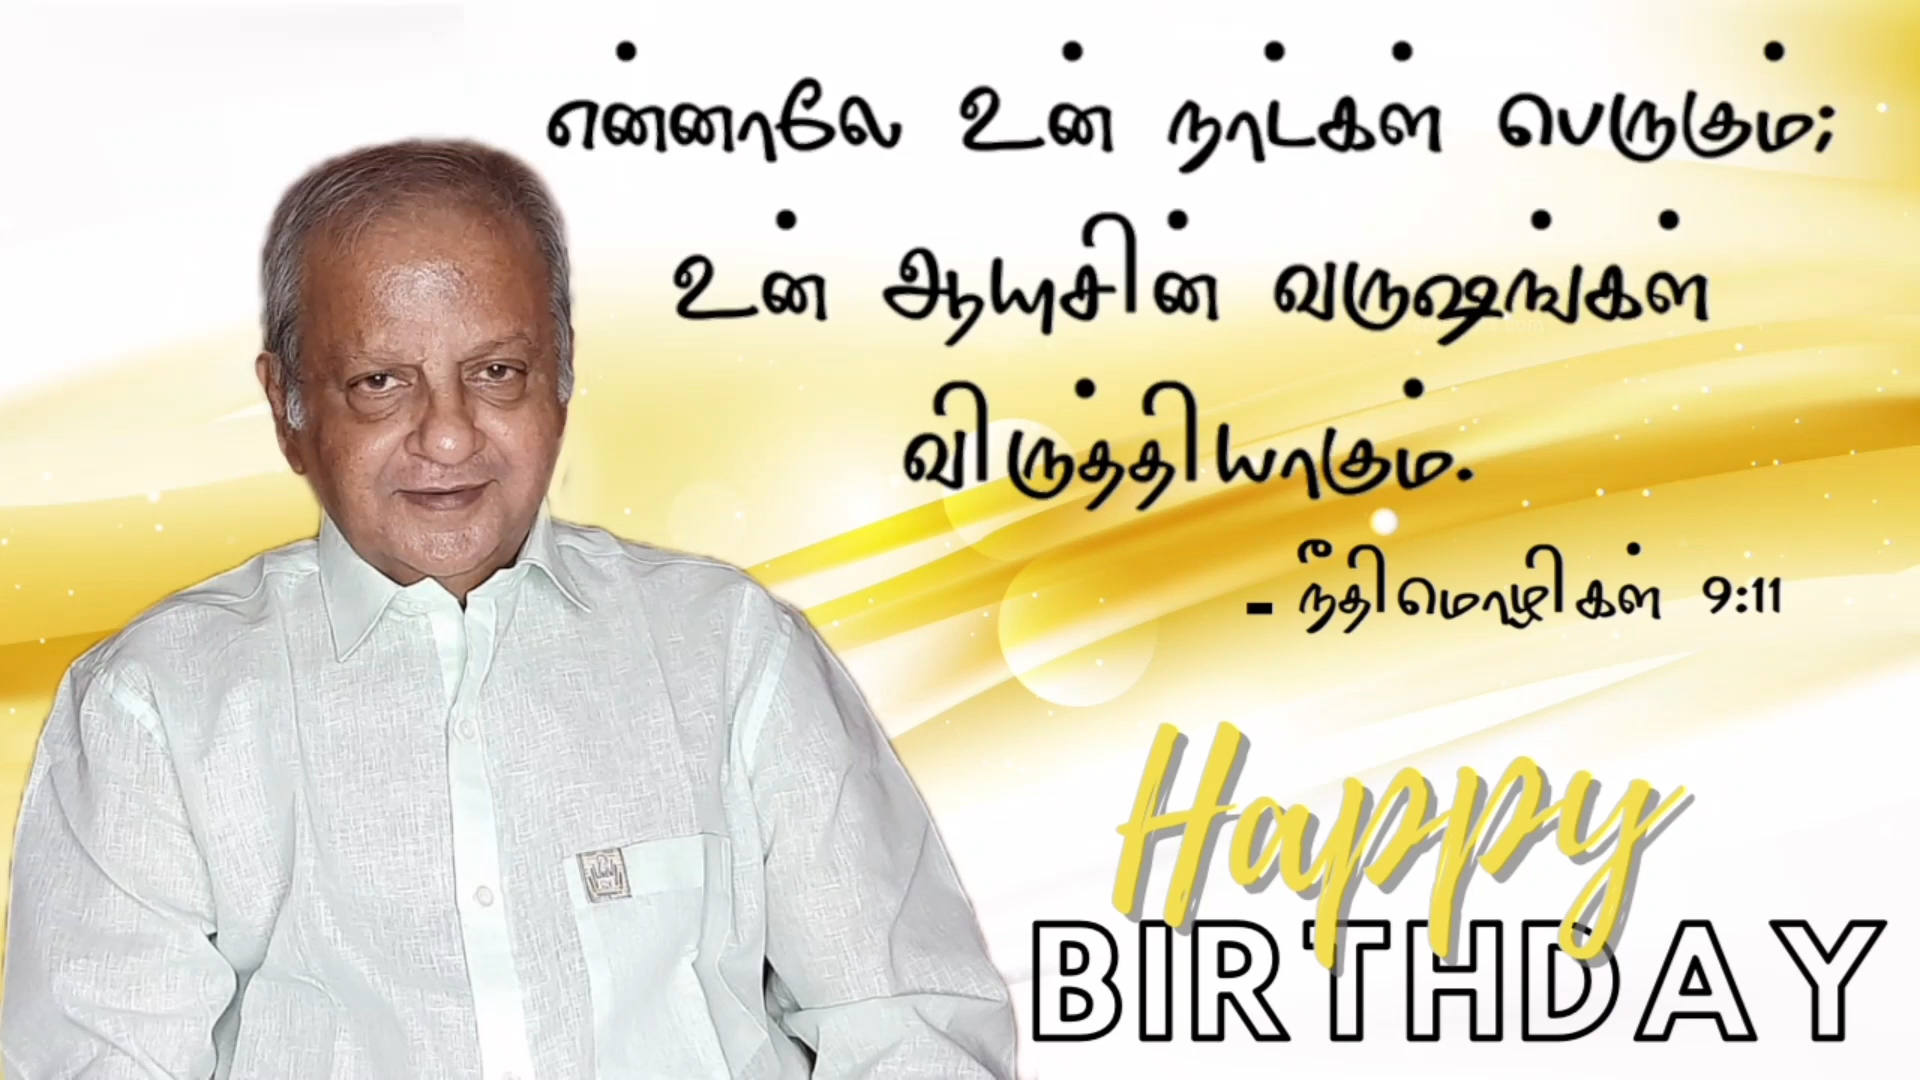 என்னாலே உன் நாட்கள் பெருகும்;
உன் ஆயுசின் வருஷங்கள்
விருத்தியாகும்.
- நீதிமொழிகள் 9:11
Happy
BIRTHDAY